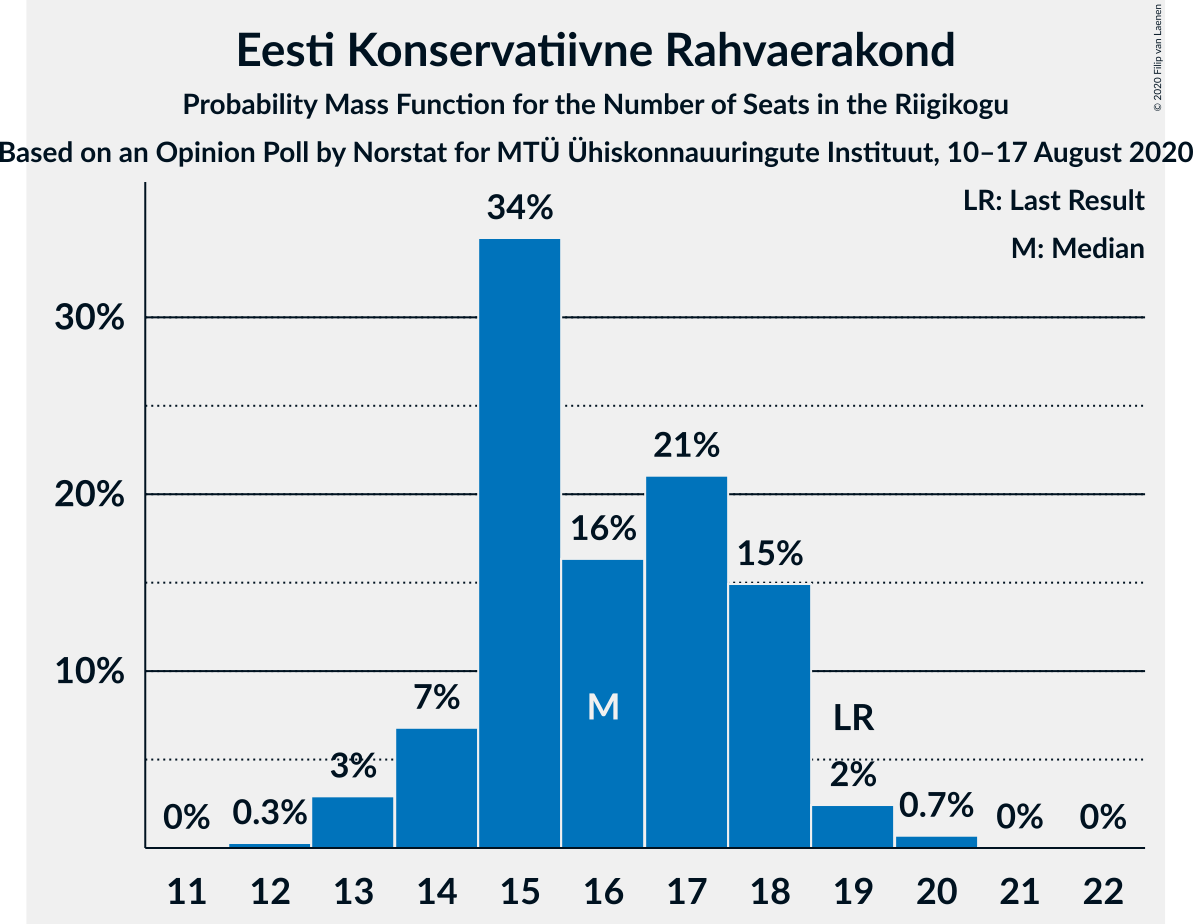 Eesti Konservatiivne Rahvaerakond
Probability Mass Function for the Number of Seats in the Riigikogu
Based on an Opinion Poll by Norstat for MTÜ Ühiskonnauuringute Instituut, 10–17 August 2020
© 2020 Filip van Laenen
LR: Last Result
M: Median
34%
30%
21%
20%
16%
15%
10%
7%
M
LR
3%
2%
0%
0.3%
0.7%
0%
0%
11 12 13 14 15 16 17 18 19 20 21 22